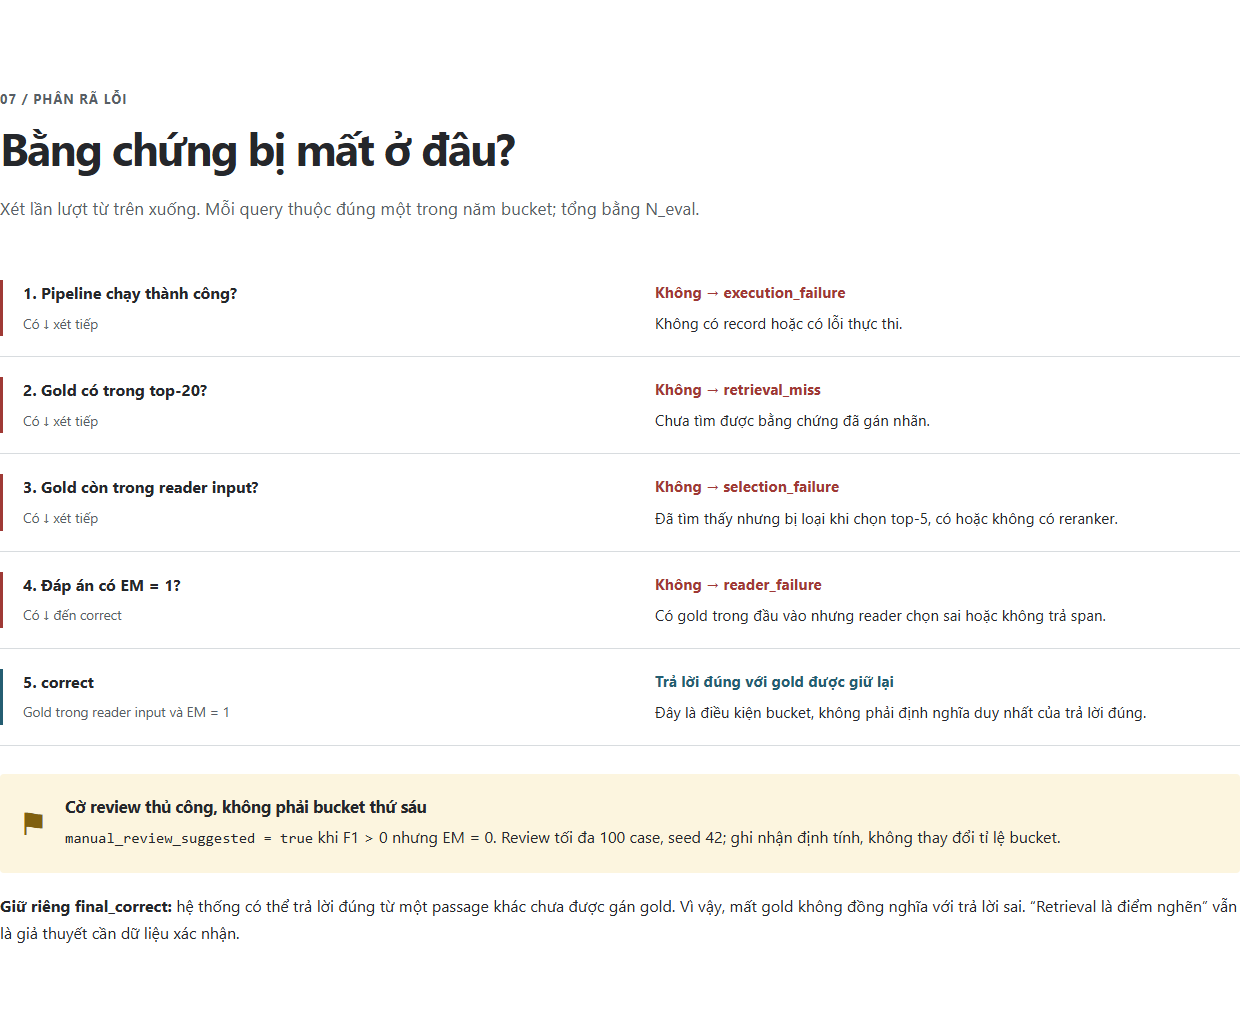 07 / PHÂN RÃ LỖI
Bằng chứng bị mất ở đâu?
Xét lần lượt từ trên xuống. Mỗi query thuộc đúng một trong năm bucket; tổng bằng N_eval.
1. Pipeline chạy thành công?
Có ↓ xét tiếp
Không → execution_failure
Không có record hoặc có lỗi thực thi.
2. Gold có trong top-20?
Có ↓ xét tiếp
Không → retrieval_miss
Chưa tìm được bằng chứng đã gán nhãn.
3. Gold còn trong reader input?
Có ↓ xét tiếp
Không → selection_failure
Đã tìm thấy nhưng bị loại khi chọn top-5, có hoặc không có reranker.
4. Đáp án có EM = 1?
Có ↓ đến correct
Không → reader_failure
Có gold trong đầu vào nhưng reader chọn sai hoặc không trả span.
5. correct
Gold trong reader input và EM = 1
Trả lời đúng với gold được giữ lại
Đây là điều kiện bucket, không phải định nghĩa duy nhất của trả lời đúng.
Cờ review thủ công, không phải bucket thứ sáu
manual_review_suggested = true khi F1 > 0 nhưng EM = 0. Review tối đa 100 case, seed 42; ghi nhận định tính, không thay đổi tỉ lệ bucket.
Giữ riêng final_correct: hệ thống có thể trả lời đúng từ một passage khác chưa được gán gold. Vì vậy, mất gold không đồng nghĩa với trả lời sai. “Retrieval là điểm nghẽn” vẫn
là giả thuyết cần dữ liệu xác nhận.